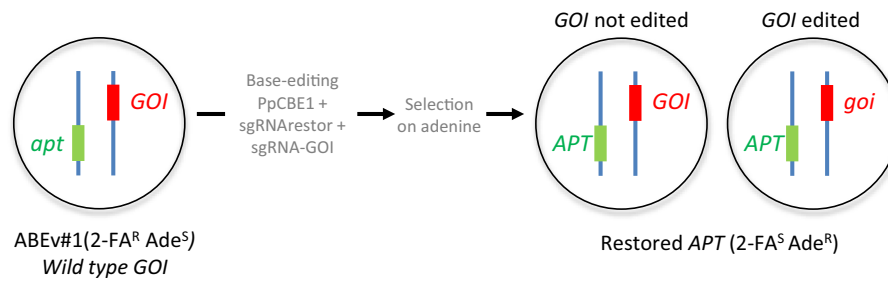 GOI not edited
GOI edited
GOI
apt
Base-editing
PpCBE1 +
sgRNArestor +
sgRNA-GOI
Selection
on adenine
GOI
APT
goi
APT
ABEv#1(2-FAᴿ Adeˢ)
Wild type GOI
Restored APT (2-FAˢ Adeᴿ)